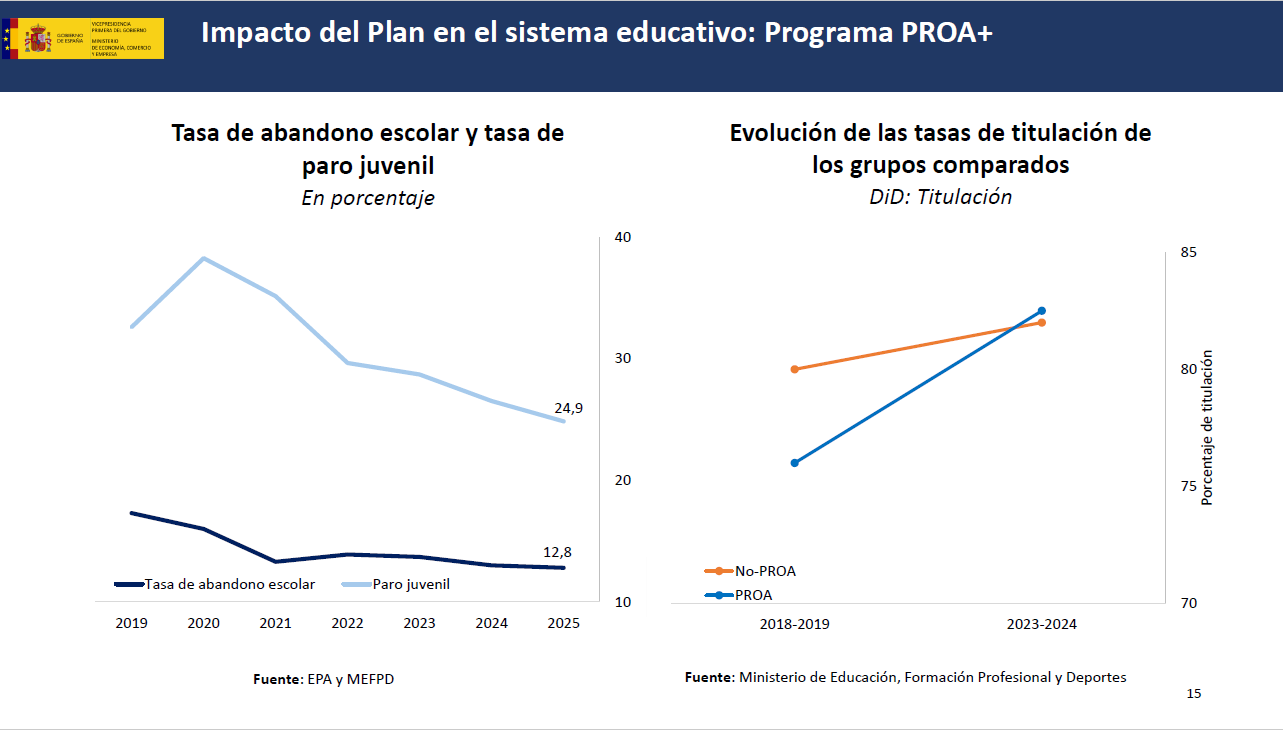 VICEPRESIDENCIA
PRIMERA DEL GOBIERNO
GOBIERNO
DE ESPAÑA
MINISTERIO
DE ECONOMÍA, COMERCIO
Y EMPRESA
Impacto del Plan en el sistema educativo: Programa PROA+
Tasa de abandono escolar y tasa de
paro juvenil
En porcentaje
40
30
20
10
24,9
12,8
Tasa de abandono escolar
Paro juvenil
2019 2020 2021 2022 2023 2024 2025
Fuente: EPA y MEFPD
Evolución de las tasas de titulación de
los grupos comparados
DiD: Titulación
85
80
75
70
Porcentaje de titulación
No-PROA
PROA
2018-2019 2023-2024
Fuente: Ministerio de Educación, Formación Profesional y Deportes
15